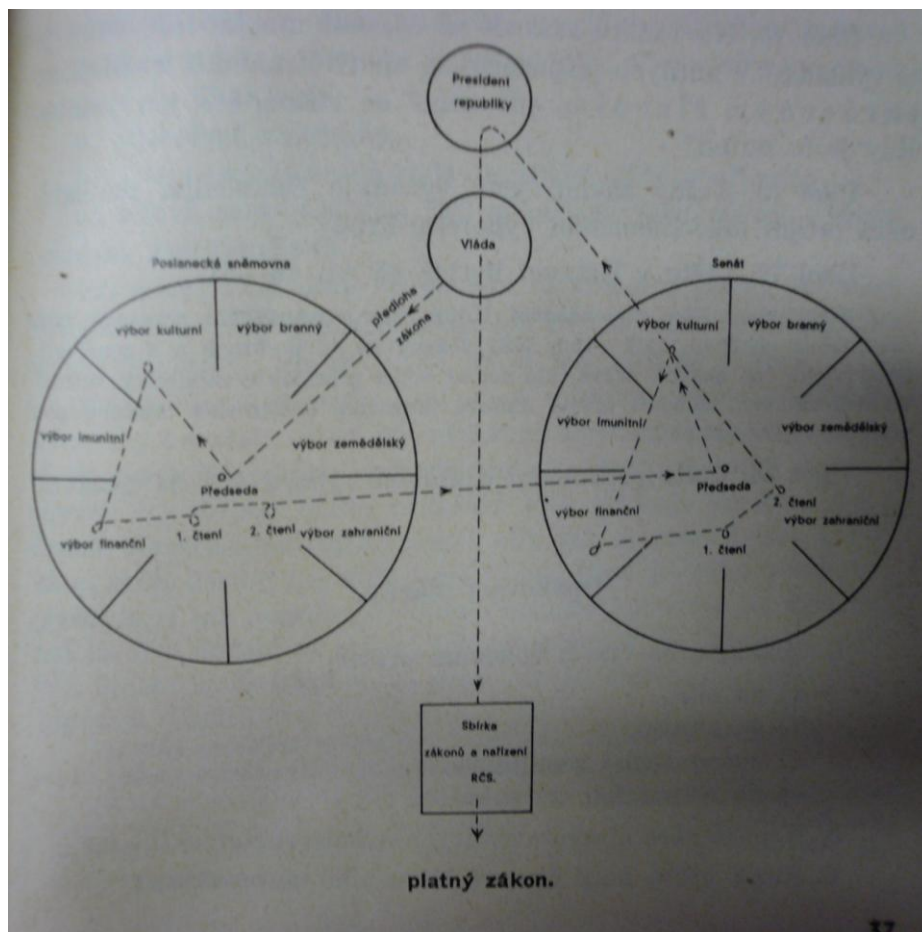 President
republiky
Vláda
Poslanecká sněmovna
předloha
zákona
výbor kulturní
výbor branný
výbor imunitní
výbor zemědělský
Předseda
výbor finanční
1. čtení
2. čtení
výbor zahraniční
Senát
výbor kulturní
výbor branný
výbor imunitní
výbor zemědělský
Předseda
výbor finanční
1. čtení
2. čtení
výbor zahraniční
Sbírka
zákonů a nařízení
RČS.
platný zákon.
37